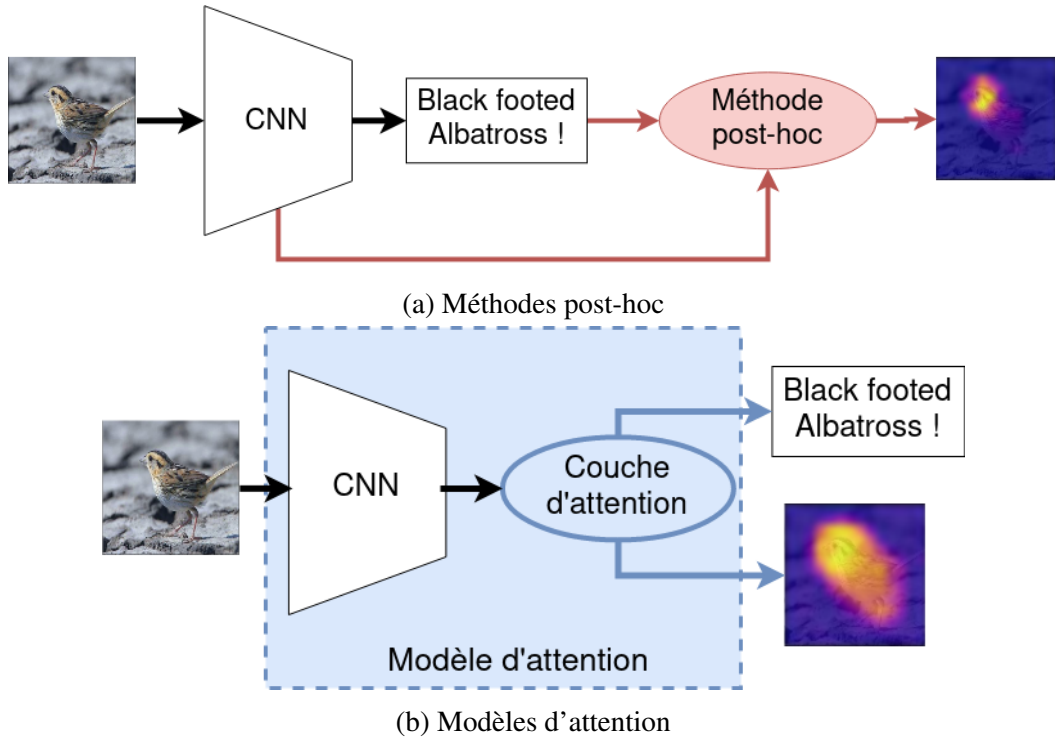 CNN
Black footed
Albatross !
Méthode
post-hoc
(a) Méthodes post-hoc
Black footed
Albatross !
CNN
Couche
d'attention
Modèle d'attention
(b) Modèles d’attention